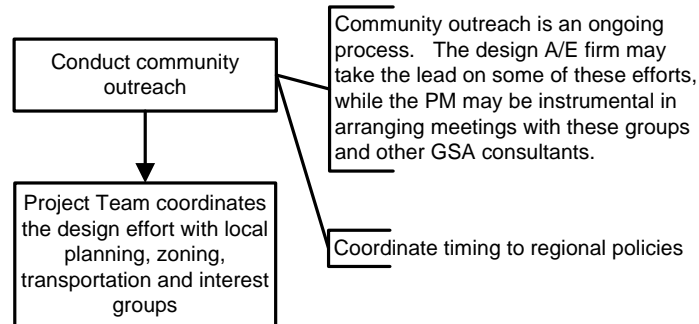 Conduct community
outreach
Community outreach is an ongoing
process.   The design A/E firm may
take the lead on some of these efforts,
while the PM may be instrumental in
arranging meetings with these groups
and other GSA consultants.
Project Team coordinates
the design effort with local
planning, zoning,
transportation and interest
groups
Coordinate timing to regional policies